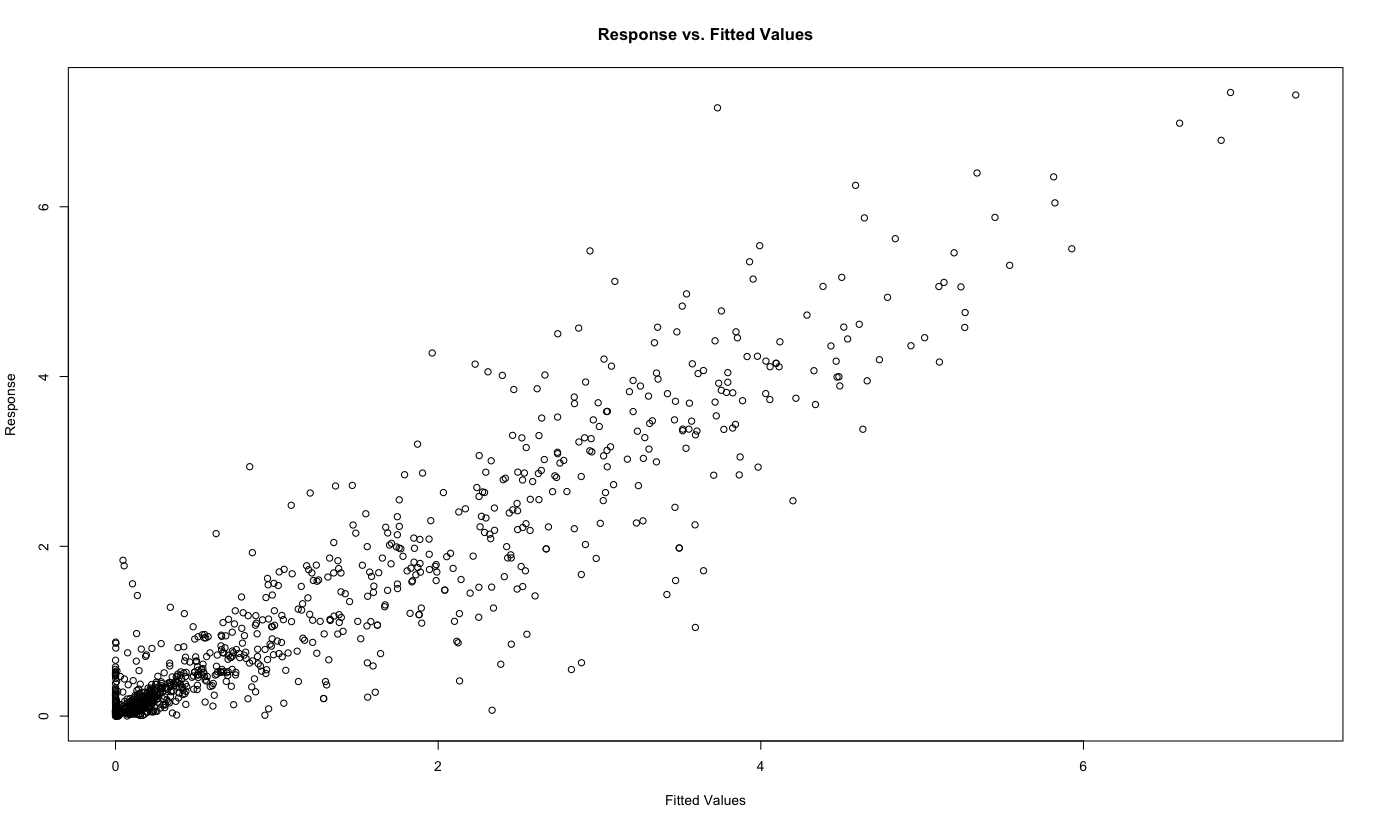 Response vs. Fitted Values
Response
6
4
2
0
0 2 4 6
Fitted Values